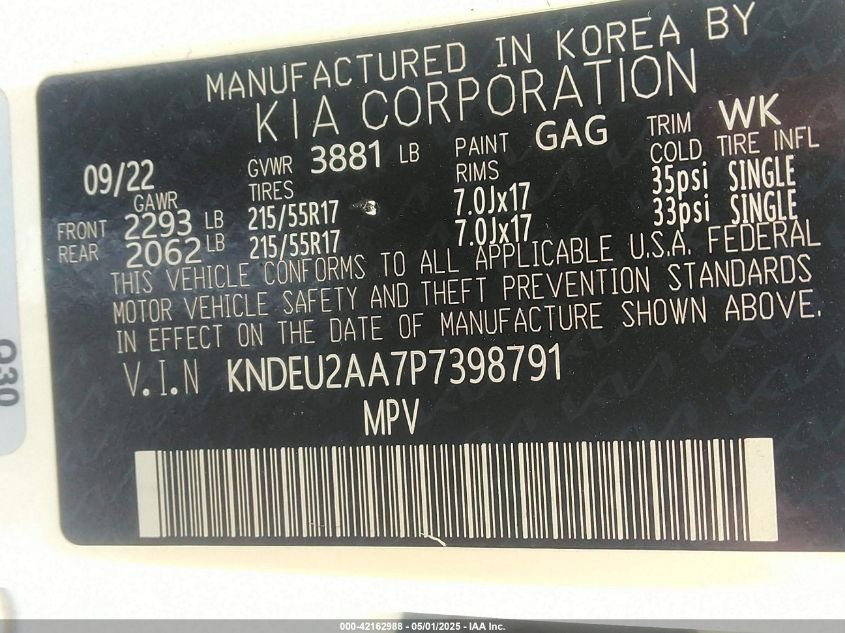 MANUFACTURED IN KOREA BY
KIA CORPORATION
09/22 GVWR 3881 LB PAINT GAG TRIM WK
GAWR TIRES RIMS COLD TIRE INFL
FRONT 2293 LB 215/55R17 7.0Jx17 35psi SINGLE
REAR 2062 LB 215/55R17 7.0Jx17 33psi SINGLE
THIS VEHICLE CONFORMS TO ALL APPLICABLE U.S.A. FEDERAL
MOTOR VEHICLE SAFETY AND THEFT PREVENTION STANDARDS
IN EFFECT ON THE DATE OF MANUFACTURE SHOWN ABOVE.
V.I.N KNDEU2AA7P7398791
MPV
Q30
000-42162988 - 05/01/2025 - IAA Inc.